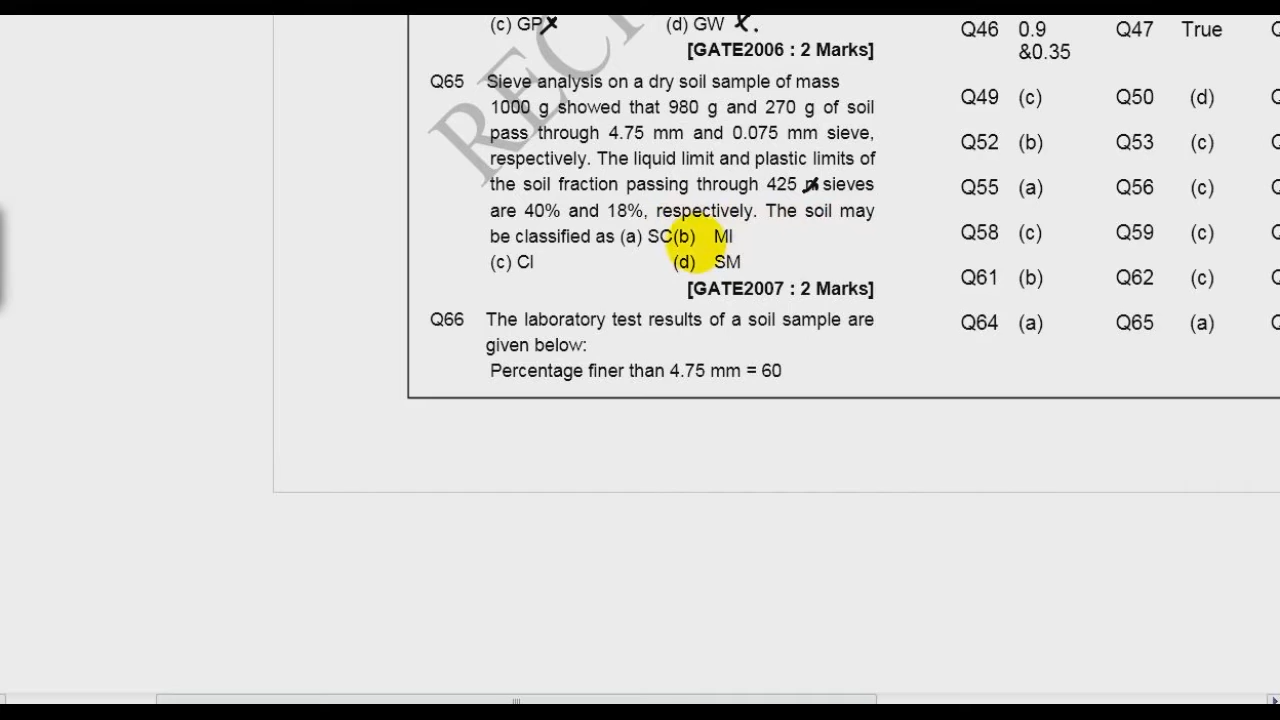 (c) GP (d) GW
[GATE2006 : 2 Marks]
Q65 Sieve analysis on a dry soil sample of mass
1000 g showed that 980 g and 270 g of soil
pass through 4.75 mm and 0.075 mm sieve,
respectively. The liquid limit and plastic limits of
the soil fraction passing through 425 sieves
are 40% and 18%, respectively. The soil may
be classified as (a) SC(b) MI
(c) CI (d) SM
[GATE2007 : 2 Marks]
Q66 The laboratory test results of a soil sample are
given below:
Percentage finer than 4.75 mm = 60
Q46 0.9 Q47 True
&0.35
Q49 (c) Q50 (d)
Q52 (b) Q53 (c)
Q55 (a) Q56 (c)
Q58 (c) Q59 (c)
Q61 (b) Q62 (c)
Q64 (a) Q65 (a)